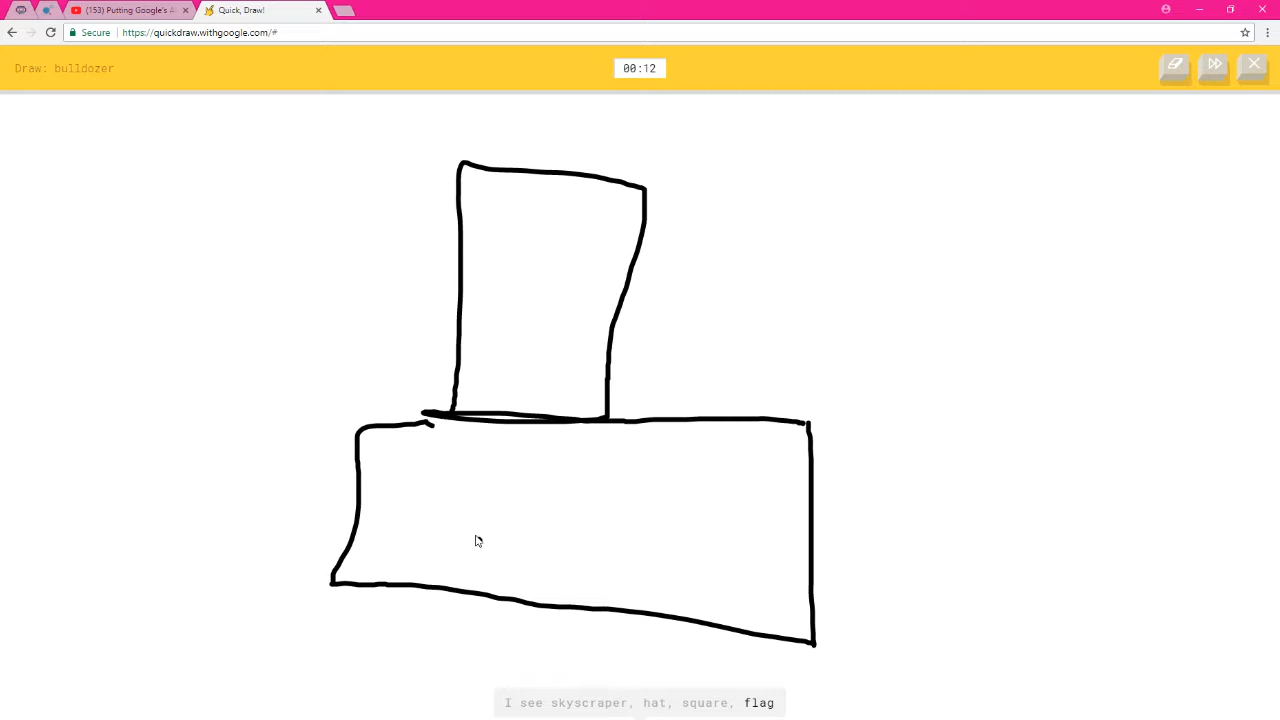 (153) Putting Google's A
Quick, Draw!
Secure https://quickdraw.withgoogle.com/#
Draw: bulldozer
00:12
I see skyscraper, hat, square, flag